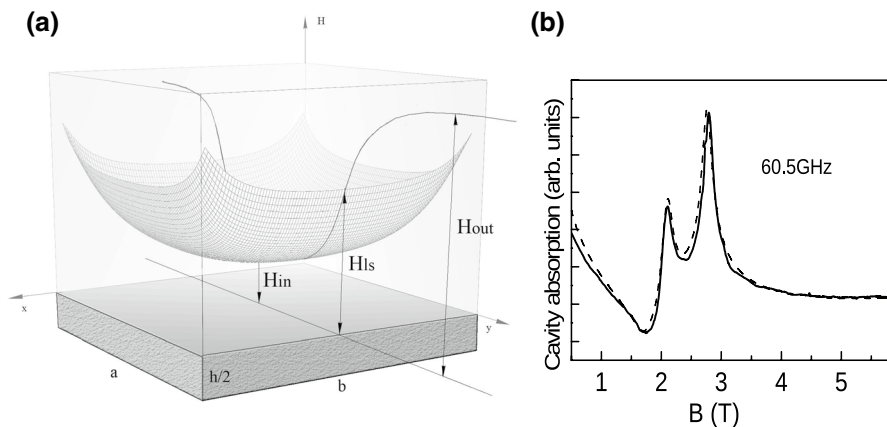 (a)
H
Hout
Hls
Hin
x
y
a
h/2
b
(b)
Cavity absorption (arb. units)
60.5GHz
1 2 3 4 5
B (T)